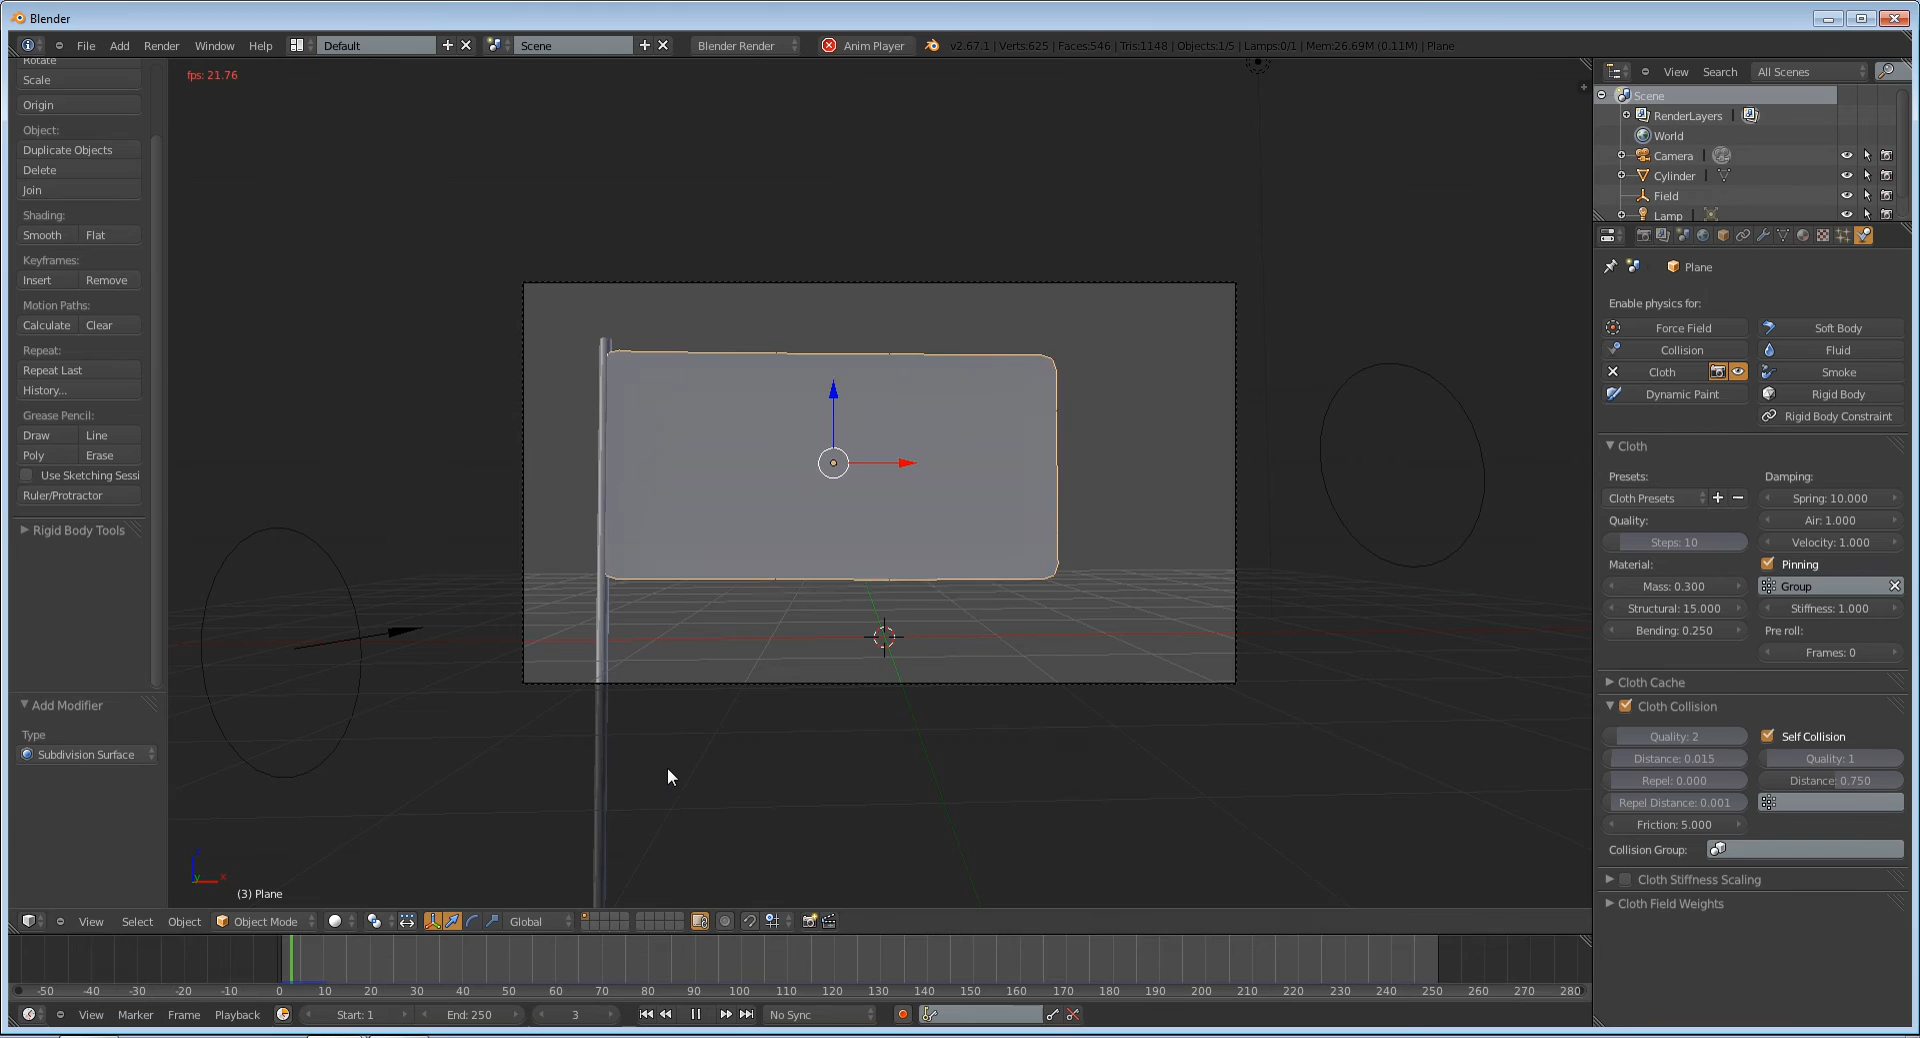 Blender
File Add Render Window Help Default Scene Blender Render Anim Player v2.67.1 | Verts:625 | Faces:546 | Tris:1148 | Objects:1/5 | Lamps:0/1 | Mem:26.69M (0.11M) | Plane
Rotate
Scale
Origin
Object:
Duplicate Objects
Delete
Join
Shading:
Smooth Flat
Keyframes:
Insert Remove
Motion Paths:
Calculate Clear
Repeat:
Repeat Last
History...
Grease Pencil:
Draw Line
Poly Erase
Use Sketching Sessi
Ruler/Protractor
Rigid Body Tools
Add Modifier
Type
Subdivision Surface
fps: 21.76
(3) Plane
View Select Object Object Mode Global
-50 -40 -30 -20 -10 0 10 20 30 40 50 60 70 80 90 100 110 120 130 140 150 160 170 180 190 200 210 220 230 240 250 260 270 280
View Marker Frame Playback Start: 1 End: 250 3 No Sync
View Search All Scenes
Scene
RenderLayers
World
Camera
Cylinder
Field
Lamp
Plane
Enable physics for:
Force Field Soft Body
Collision Fluid
Cloth Smoke
Dynamic Paint Rigid Body
Rigid Body Constraint
Cloth
Presets: Damping:
Cloth Presets Spring: 10.000
Quality: Air: 1.000
Steps: 10 Velocity: 1.000
Material: Pinning
Mass: 0.300 Group
Structural: 15.000 Stiffness: 1.000
Bending: 0.250 Pre roll:
Frames: 0
Cloth Cache
Cloth Collision
Quality: 2 Self Collision
Distance: 0.015 Quality: 1
Repel: 0.000 Distance: 0.750
Repel Distance: 0.001
Friction: 5.000
Collision Group:
Cloth Stiffness Scaling
Cloth Field Weights